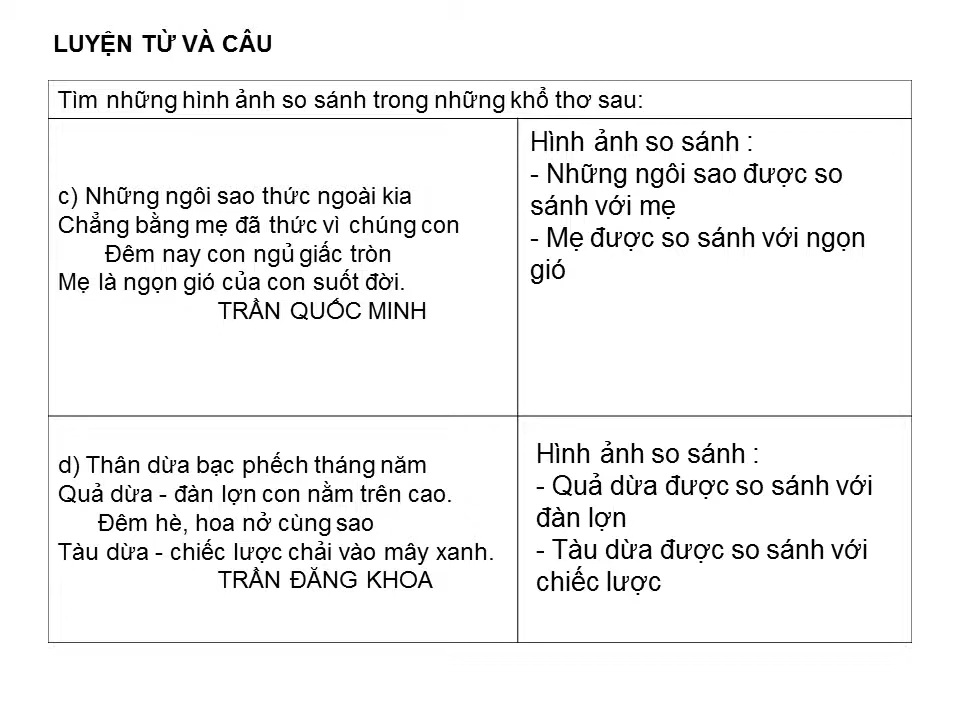 LUYỆN TỪ VÀ CÂU
Tìm những hình ảnh so sánh trong những khổ thơ sau:
c) Những ngôi sao thức ngoài kia
Chẳng bằng mẹ đã thức vì chúng con
Đêm nay con ngủ giấc tròn
Mẹ là ngọn gió của con suốt đời.
TRẦN QUỐC MINH
Hình ảnh so sánh :
- Những ngôi sao được so
sánh với mẹ
- Mẹ được so sánh với ngọn
gió
d) Thân dừa bạc phếch tháng năm
Quả dừa - đàn lợn con nằm trên cao.
Đêm hè, hoa nở cùng sao
Tàu dừa - chiếc lược chải vào mây xanh.
TRẦN ĐĂNG KHOA
Hình ảnh so sánh :
- Quả dừa được so sánh với
đàn lợn
- Tàu dừa được so sánh với
chiếc lược